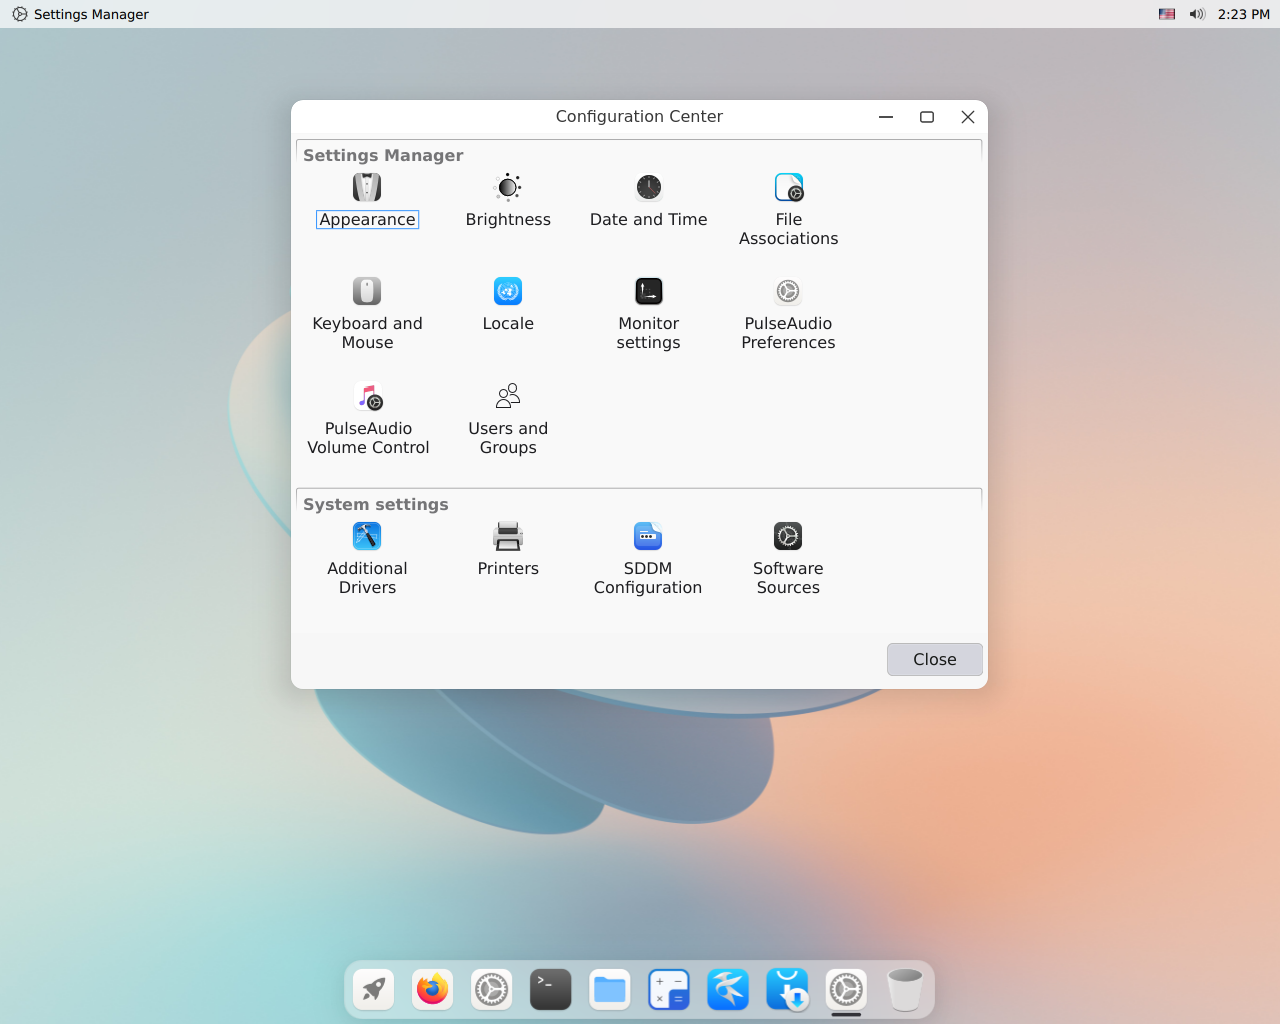 Settings Manager
2:23 PM
Configuration Center
Settings Manager
Appearance
Brightness
Date and Time
File
Associations
Keyboard and
Mouse
Locale
Monitor
settings
PulseAudio
Preferences
PulseAudio
Volume Control
Users and
Groups
System settings
Additional
Drivers
Printers
SDDM
Configuration
Software
Sources
Close